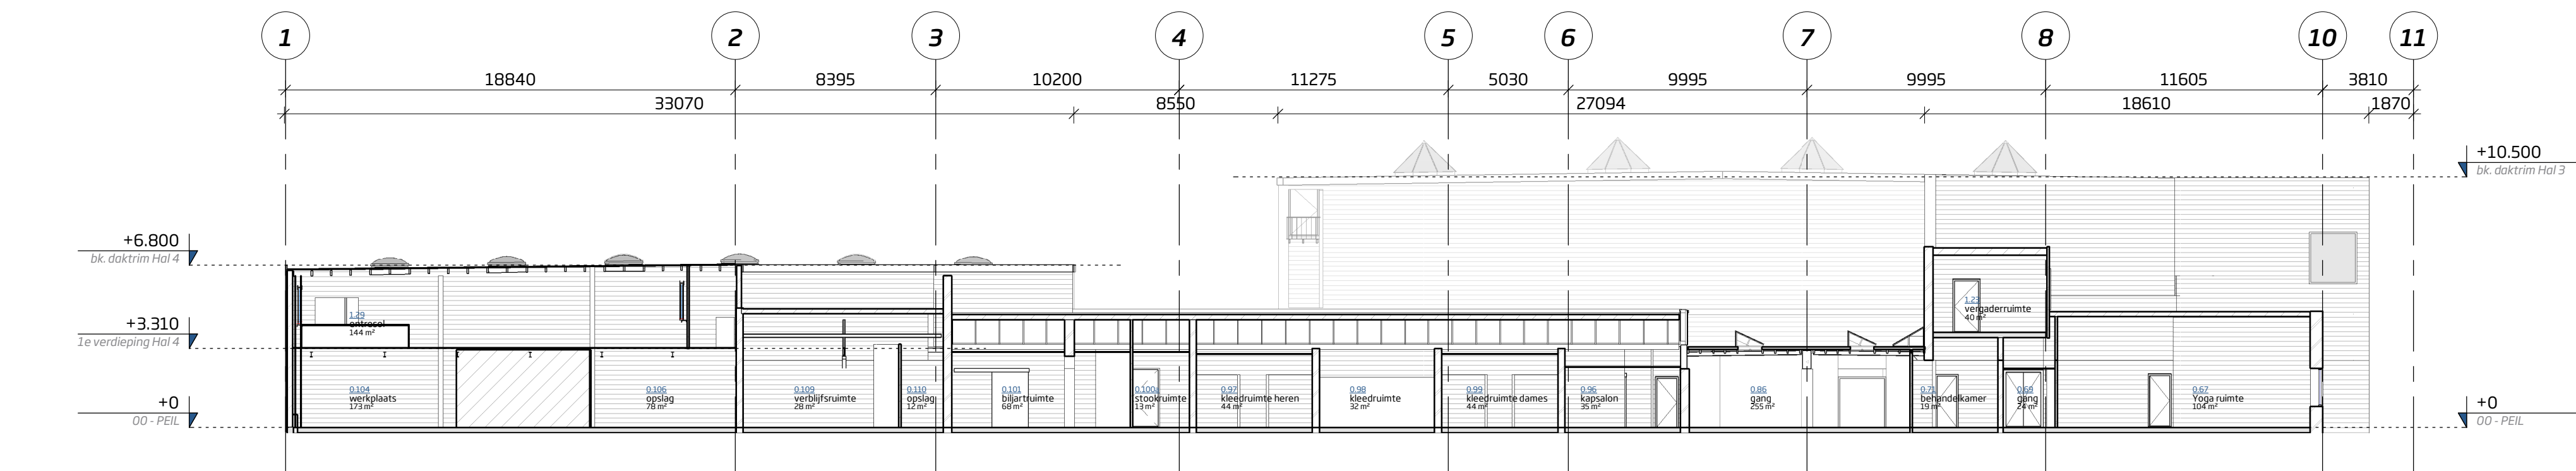 1 2 3 4 5 6 7 8 10 11
18840 8395 10200 11275 5030 9995 9995 11605 3810
33070 8550 27094 18610 1870
+10.500
bk. daktrim Hal 3
+6.800
bk. daktrim Hal 4
+3.310
1e verdieping Hal 4
1.29
entresol
144 m²
1.23
vergaderruimte
40 m²
+0
00 - PEIL
0.104
werkplaats
173 m²
0.106
opslag
78 m²
0.109
verblijfsruimte
28 m²
0.110
opslag
12 m²
0.101
biljartruimte
68 m²
0.100a
stookruimte
13 m²
0.97
kleedruimte heren
44 m²
0.98
kleedruimte
32 m²
0.99
kleedruimte dames
44 m²
0.96
kapsalon
35 m²
0.86
gang
255 m²
0.71
behandelkamer
19 m²
0.69
gang
24 m²
0.67
Yoga ruimte
104 m²
+0
00 - PEIL